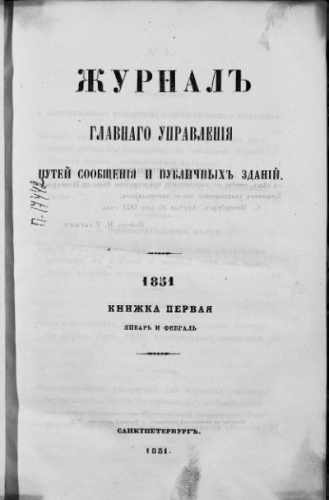 ЖУРНАЛЪ
ГЛАВНАГО УПРАВЛЕНІЯ
ПУТЕЙ СООБЩЕНІЯ И ПУБЛИЧНЫХЪ ЗДАНІЙ.
1851
КНИЖКА ПЕРВАЯ
ЯНВАРЬ И ФЕВРАЛЬ
САНКТПЕТЕРБУРГЪ.
1851.